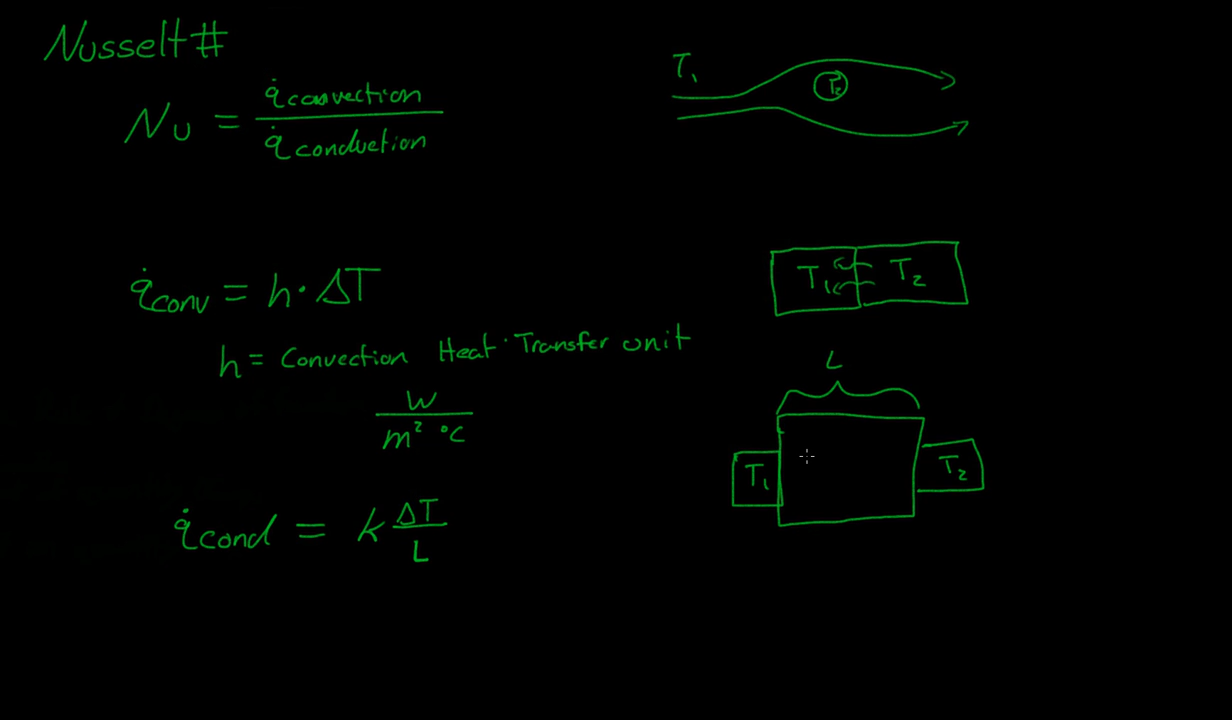 Nusselt #
Nu = q̇ convection / q̇ conduction
T₁
T₂
q̇conv = h · ΔT
T₁ T₂
h = Convection Heat · Transfer unit
W / m² °C
L
T₁ T₂
q̇cond = k ΔT / L